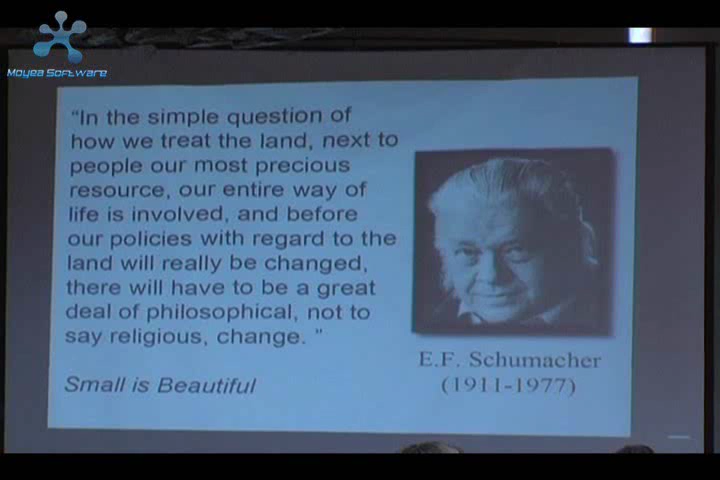 Moyea Software
"In the simple question of
how we treat the land, next to
people our most precious
resource, our entire way of
life is involved, and before
our policies with regard to the
land will really be changed,
there will have to be a great
deal of philosophical, not to
say religious, change. "
Small is Beautiful
E.F. Schumacher
(1911-1977)